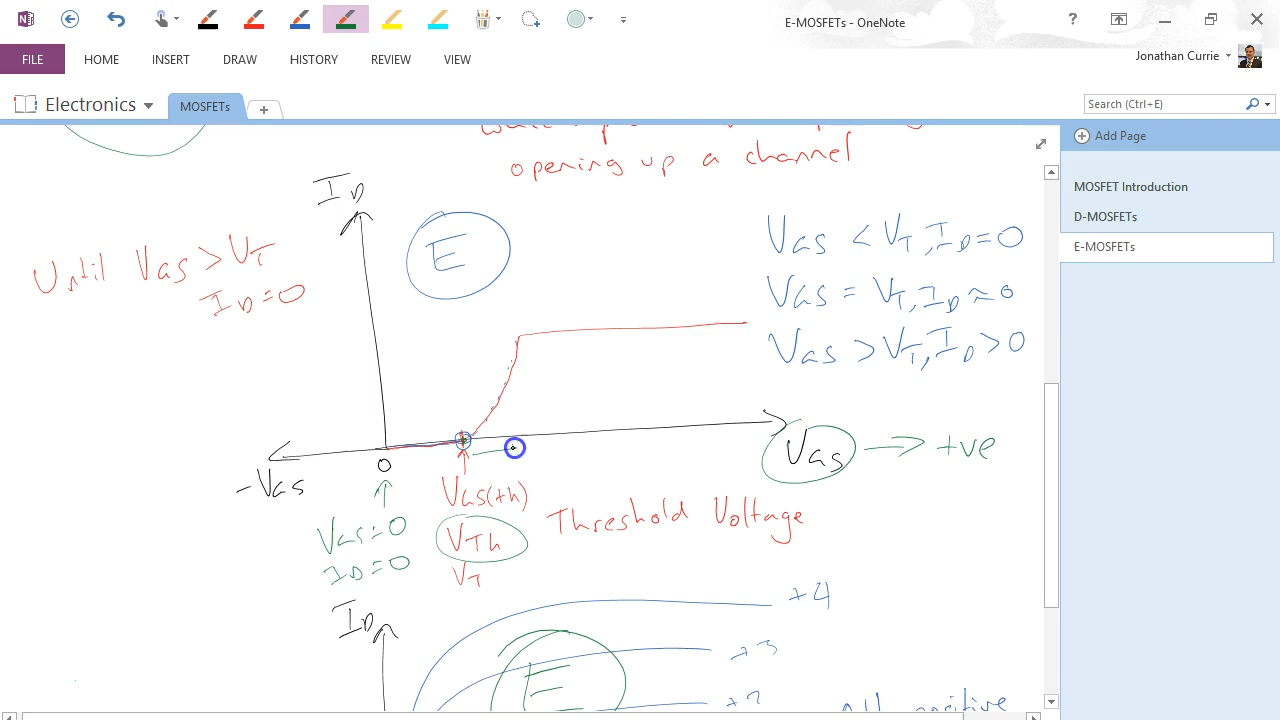 E-MOSFETs - OneNote
?
Jonathan Currie
FILE HOME INSERT DRAW HISTORY REVIEW VIEW
Electronics
MOSFETs
+
Search (Ctrl+E)
Add Page
MOSFET Introduction
D-MOSFETs
E-MOSFETs
opening up a channel
ID
E
Until VGS > VT
ID = 0
VGS < VT, ID = 0
VGS = VT, ID ≈ 0
VGS > VT, ID > 0
-VGS
0
VGS → +ve
VGS = 0
ID = 0
VGS(th)
VTh
VT
Threshold Voltage
ID
+4
+3
+2
E
All positive